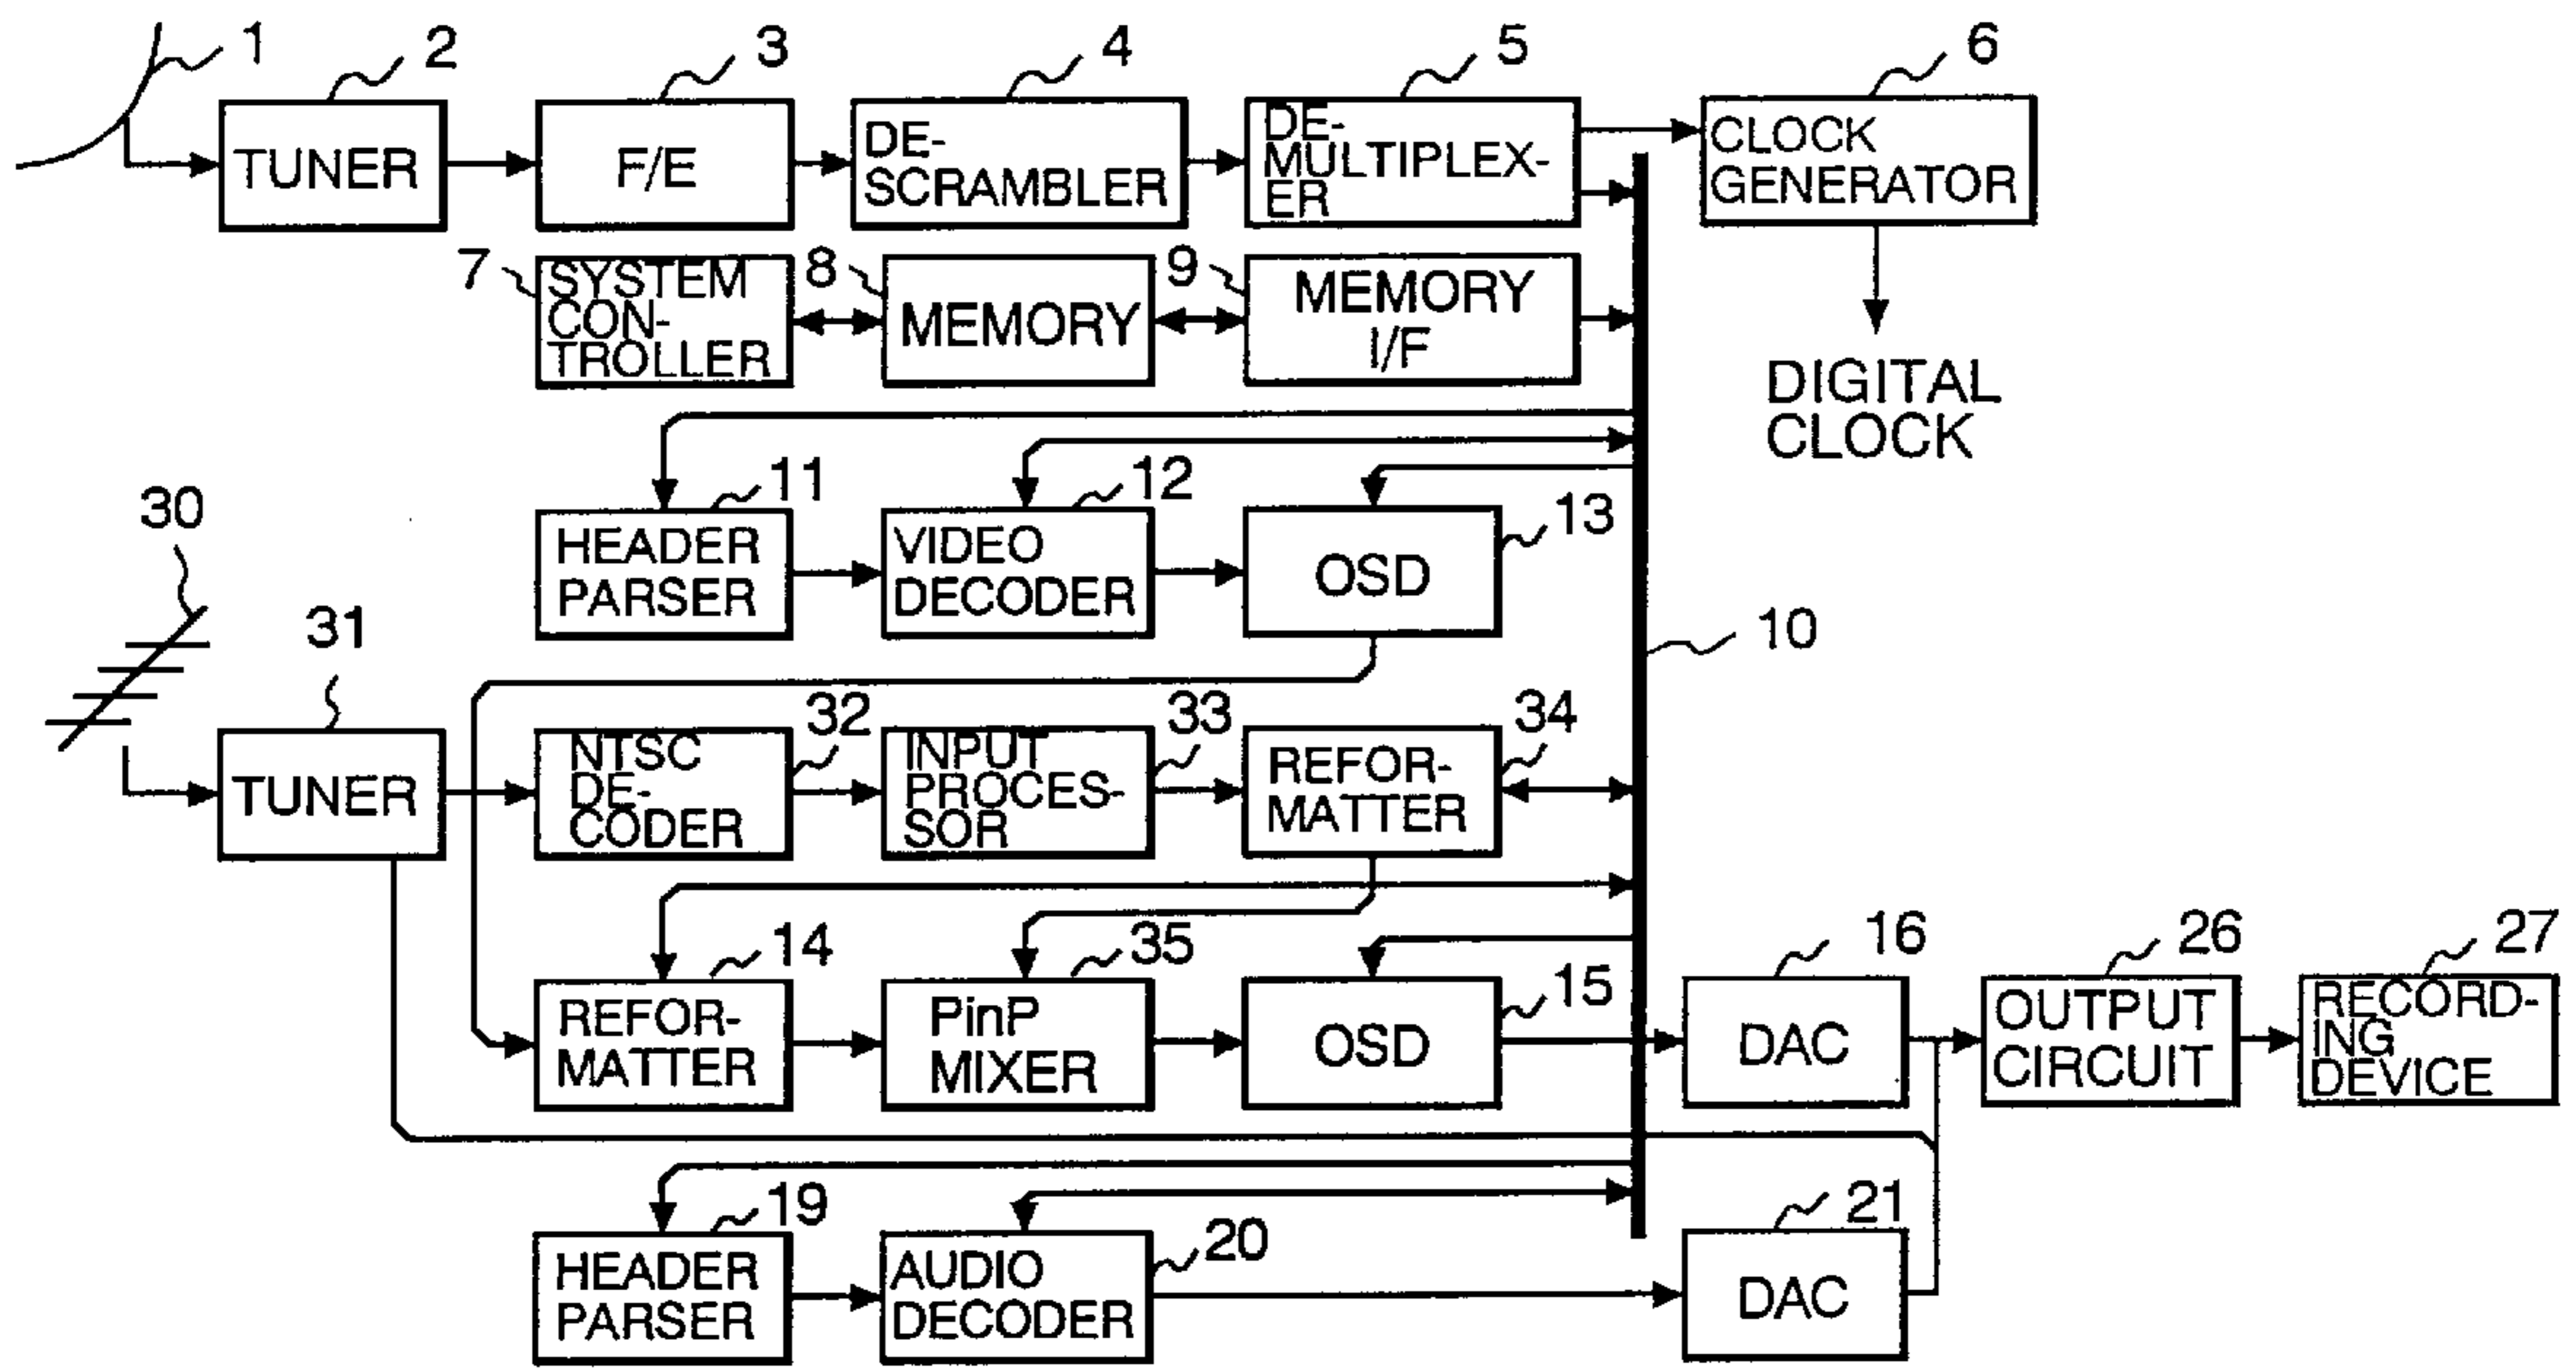 1
2
3
4
5
6
TUNER
F/E
DE-
SCRAMBLER
DE-
MULTIPLEX-
ER
CLOCK
GENERATOR
7
SYSTEM
CON-
TROLLER
8
MEMORY
9
MEMORY
I/F
DIGITAL
CLOCK
11
12
13
HEADER
PARSER
VIDEO
DECODER
OSD
10
30
31
32
33
34
TUNER
NTSC
DE-
CODER
INPUT
PROCES-
SOR
REFOR-
MATTER
14
35
15
16
26
27
REFOR-
MATTER
PinP
MIXER
OSD
DAC
OUTPUT
CIRCUIT
RECORD-
ING
DEVICE
19
20
21
HEADER
PARSER
AUDIO
DECODER
DAC